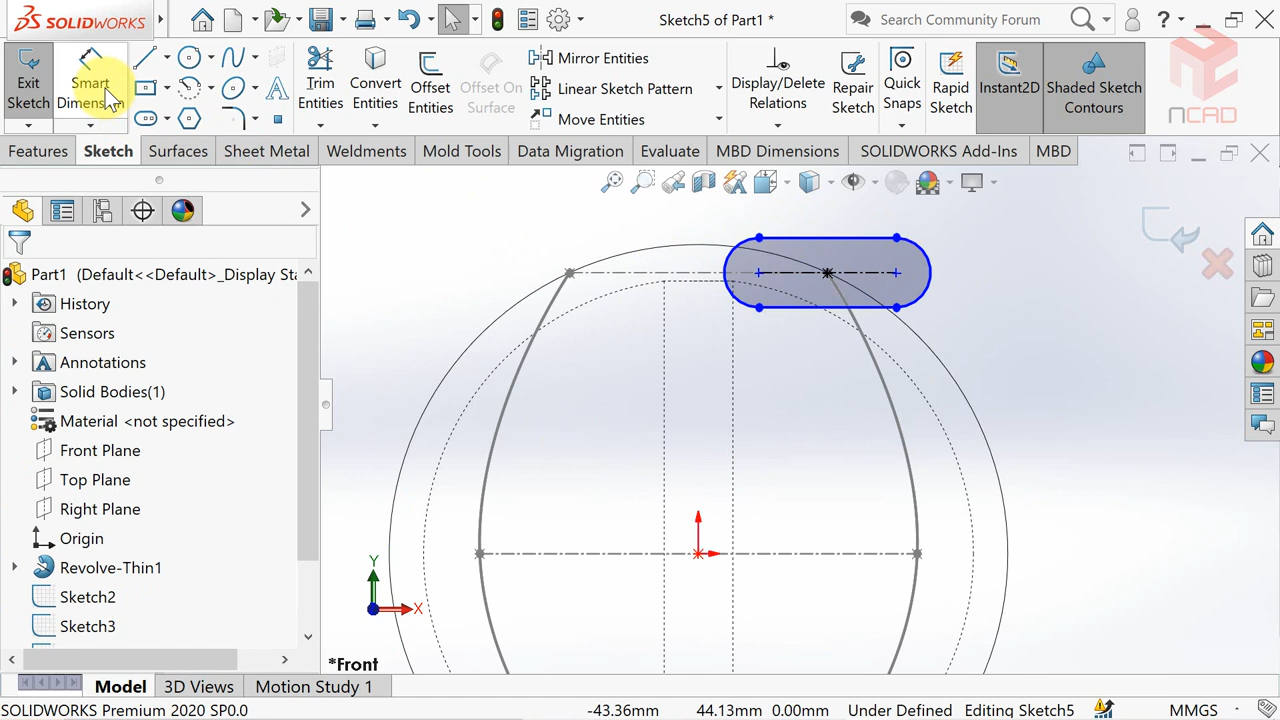 SOLIDWORKS
Sketch5 of Part1 *
Search Community Forum
?
Exit Sketch
Smart Dimension
Trim Entities
Convert Entities
Offset Entities
Offset On Surface
Mirror Entities
Linear Sketch Pattern
Move Entities
Display/Delete Relations
Repair Sketch
Quick Snaps
Rapid Sketch
Instant2D
Shaded Sketch Contours
NCAD
Features
Sketch
Surfaces
Sheet Metal
Weldments
Mold Tools
Data Migration
Evaluate
MBD Dimensions
SOLIDWORKS Add-Ins
MBD
Part1 (Default<<Default>_Display Sta
History
Sensors
Annotations
Solid Bodies(1)
Material <not specified>
Front Plane
Top Plane
Right Plane
Origin
Revolve-Thin1
Sketch2
Sketch3
Y
X
*Front
Model
3D Views
Motion Study 1
SOLIDWORKS Premium 2020 SP0.0
-43.36mm
44.13mm
0.00mm
Under Defined
Editing Sketch5
MMGS